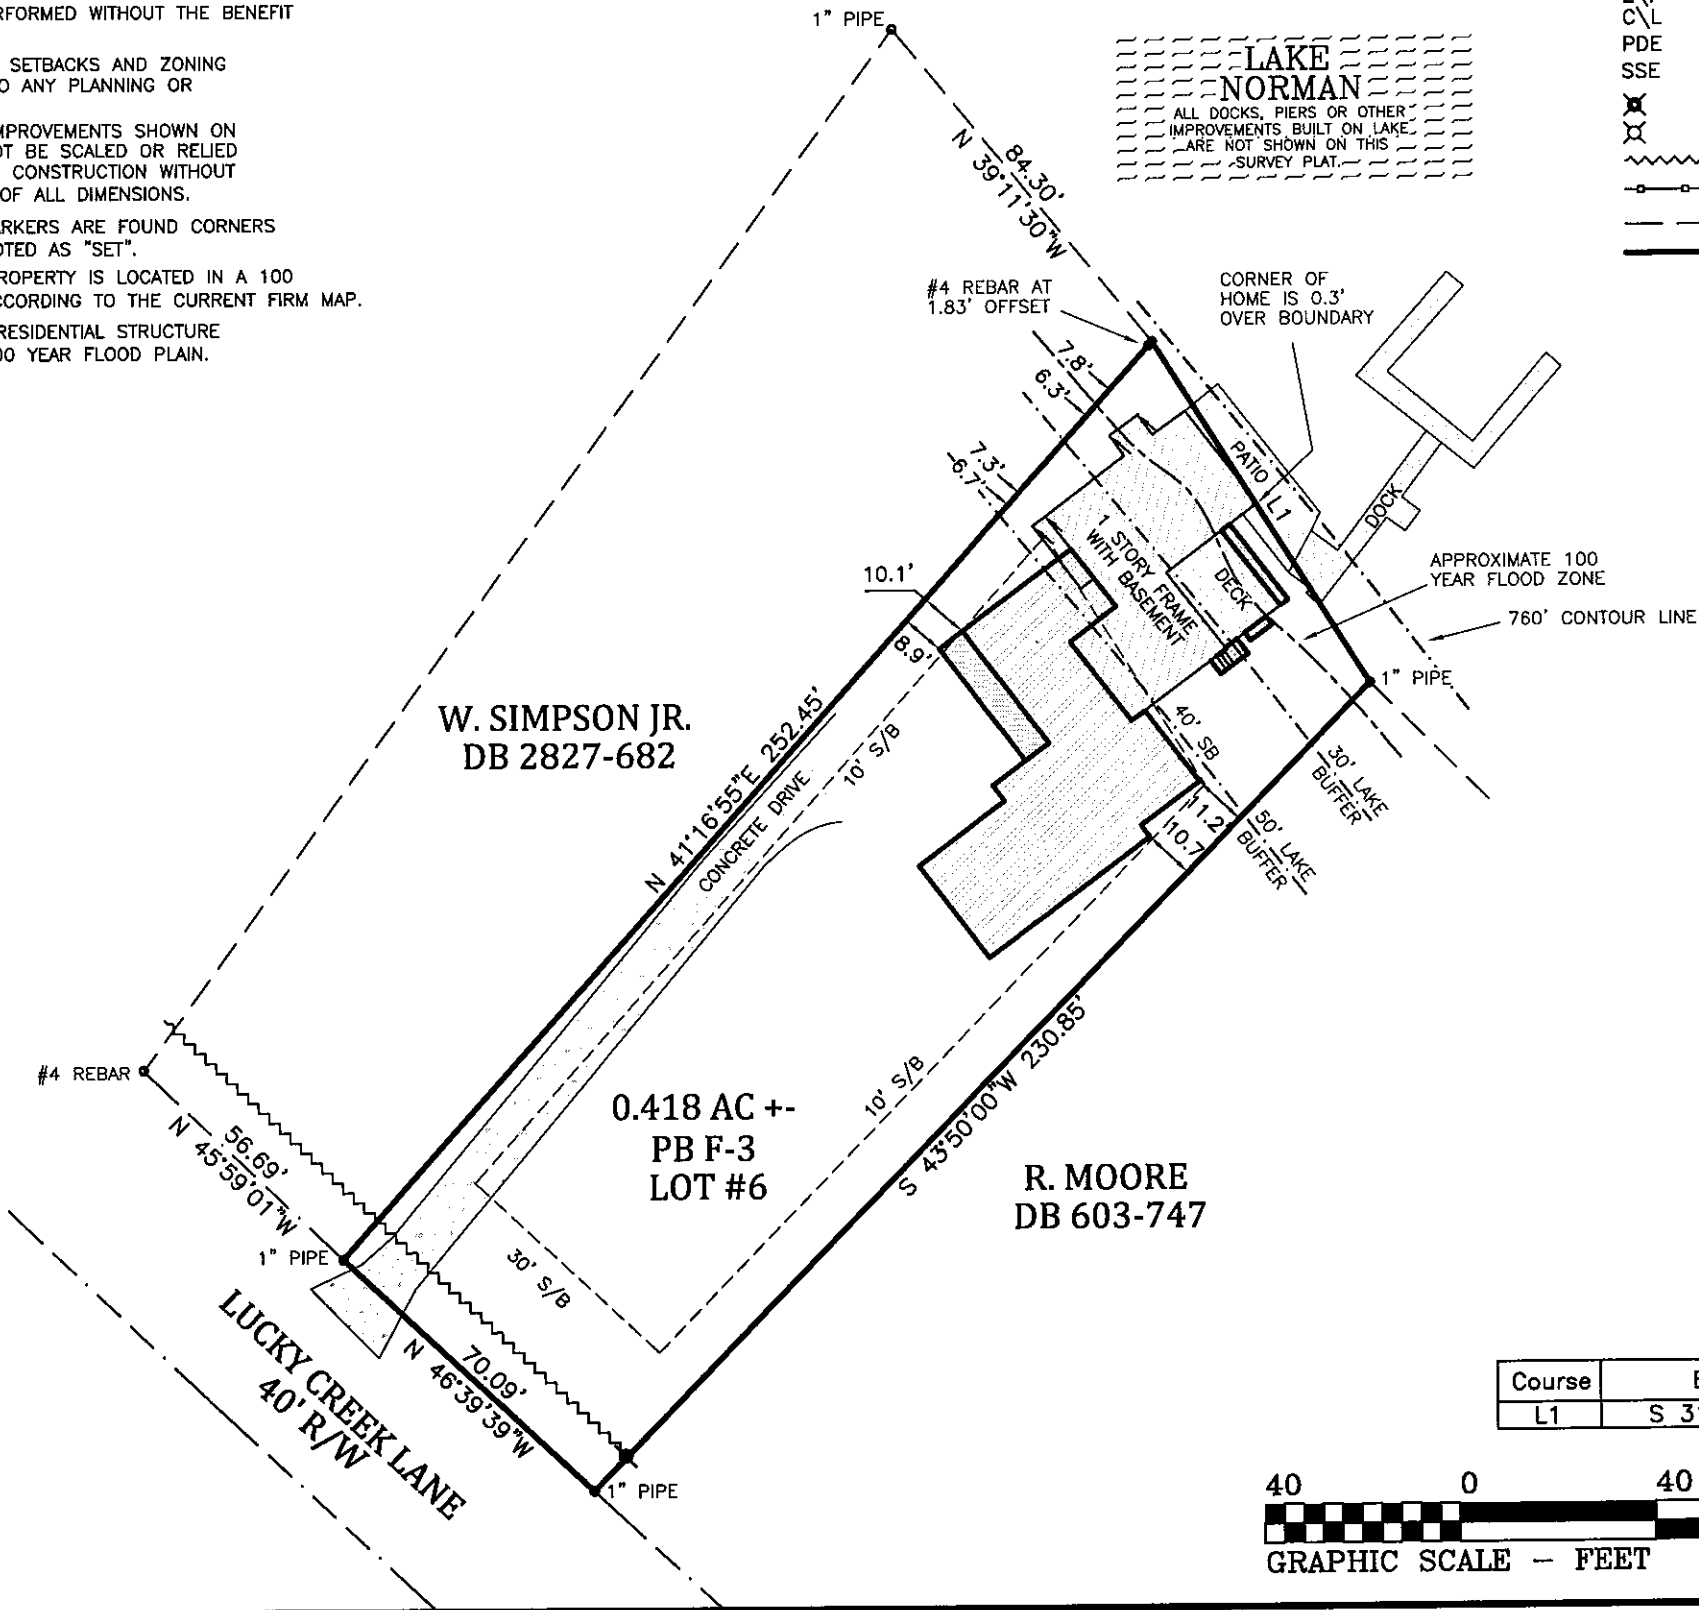 RFORMED WITHOUT THE BENEFIT
SETBACKS AND ZONING
O ANY PLANNING OR
MPROVEMENTS SHOWN ON
OT BE SCALED OR RELIED
CONSTRUCTION WITHOUT
OF ALL DIMENSIONS.
ARKERS ARE FOUND CORNERS
OTED AS "SET".
ROPERTY IS LOCATED IN A 100
CCORDING TO THE CURRENT FIRM MAP.
RESIDENTIAL STRUCTURE
00 YEAR FLOOD PLAIN.
1" PIPE
LAKE
NORMAN
ALL DOCKS, PIERS OR OTHER
IMPROVEMENTS BUILT ON LAKE
ARE NOT SHOWN ON THIS
SURVEY PLAT.
C\L
PDE
SSE
84.30'
N 39°11'30"W
#4 REBAR AT
1.83' OFFSET
CORNER OF
HOME IS 0.3'
OVER BOUNDARY
7.8'
6.3'
7.3'
6.7'
PATIO
L1
DOCK
1 STORY FRAME
WITH BASEMENT
DECK
APPROXIMATE 100
YEAR FLOOD ZONE
760' CONTOUR LINE
10.1'
8.9'
1" PIPE
W. SIMPSON JR.
DB 2827-682
N 41°16'55"E 252.45'
CONCRETE DRIVE
10' S/B
40' SB
30' LAKE
BUFFER
50' LAKE
BUFFER
11.2'
10.7'
#4 REBAR
56.69'
N 45°59'01"W
0.418 AC +-
PB F-3
LOT #6
10' S/B
S 43°50'00"W 230.85'
R. MOORE
DB 603-747
1" PIPE
30' S/B
70.09'
N 46°39'39"W
LUCKY CREEK LANE
40' R/W
1" PIPE
Course
L1 S 3
40 0 40
GRAPHIC SCALE - FEET